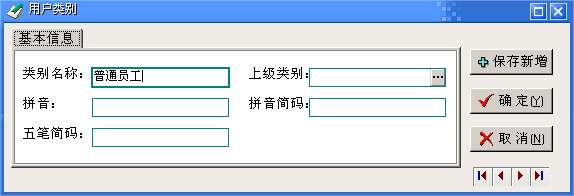 用户类别
基本信息
类别名称： 普通员工 上级类别： ...
保存新增
拼音： 拼音简码：
确 定(Y)
五笔简码：
取 消(N)